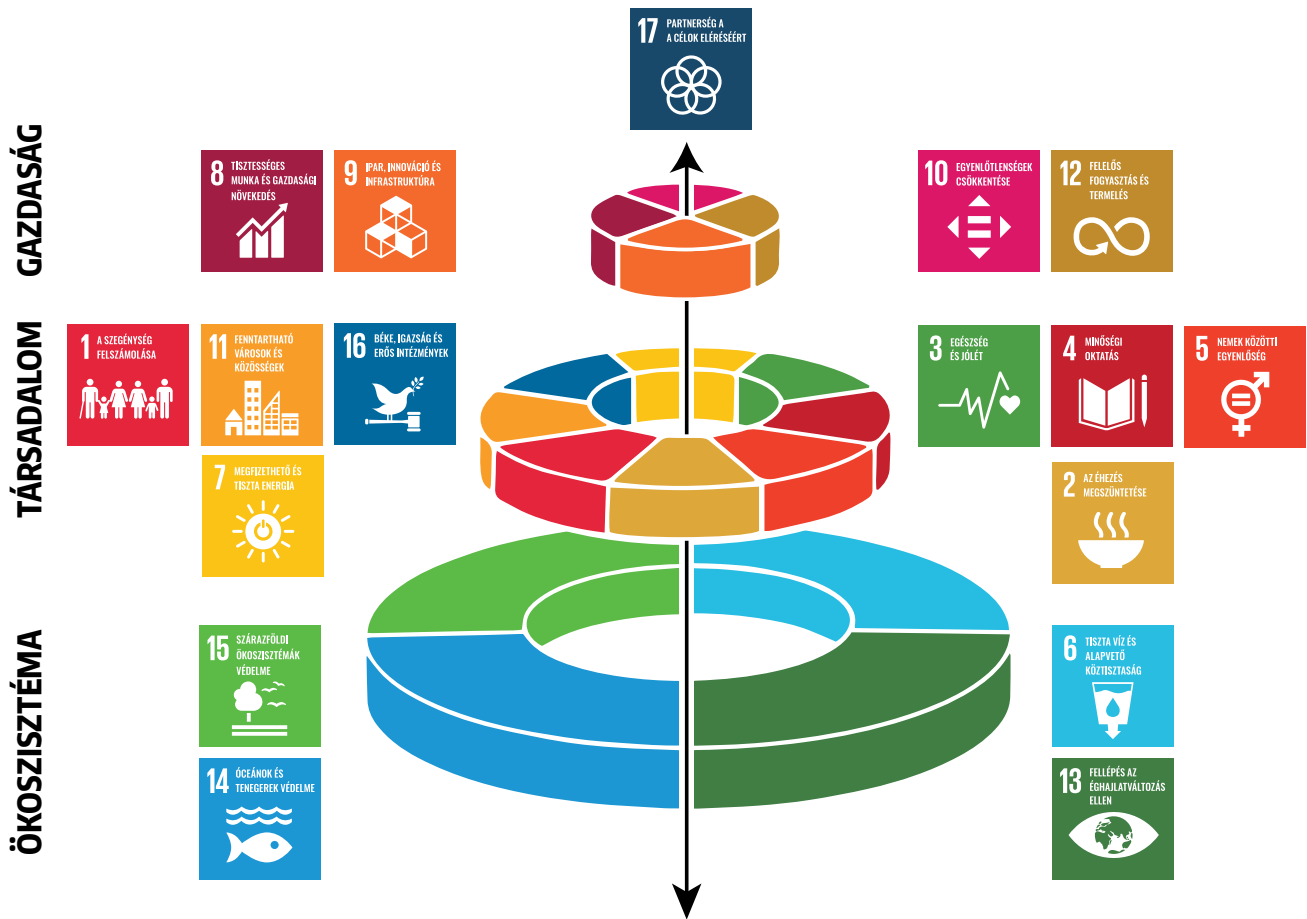 17 PARTNERSÉG A
A CÉLOK ELÉRÉSÉÉRT
GAZDASÁG
8 TISZTESSÉGES
MUNKA ÉS GAZDASÁGI
NÖVEKEDÉS
9 IPAR, INNOVÁCIÓ ÉS
INFRASTRUKTÚRA
10 EGYENLŐTLENSÉGEK
CSÖKKENTÉSE
12 FELELŐS
FOGYASZTÁS ÉS
TERMELÉS
TÁRSADALOM
1 A SZEGÉNYSÉG
FELSZÁMOLÁSA
11 FENNTARTHATÓ
VÁROSOK ÉS
KÖZÖSSÉGEK
16 BÉKE, IGAZSÁG ÉS
ERŐS INTÉZMÉNYEK
3 EGÉSZSÉG
ÉS JÓLÉT
4 MINŐSÉGI
OKTATÁS
5 NEMEK KÖZÖTTI
EGYENLŐSÉG
7 MEGFIZETHETŐ ÉS
TISZTA ENERGIA
2 AZ ÉHEZÉS
MEGSZÜNTETÉSE
ÖKOSZISZTÉMA
15 SZÁRAZFÖLDI
ÖKOSZISZTÉMÁK
VÉDELME
6 TISZTA VÍZ ÉS
ALAPVETŐ
KÖZTISZTASÁG
14 ÓCEÁNOK ÉS
TENEGEREK VÉDELME
13 FELLÉPÉS AZ
ÉGHAJLATVÁLTOZÁS
ELLEN